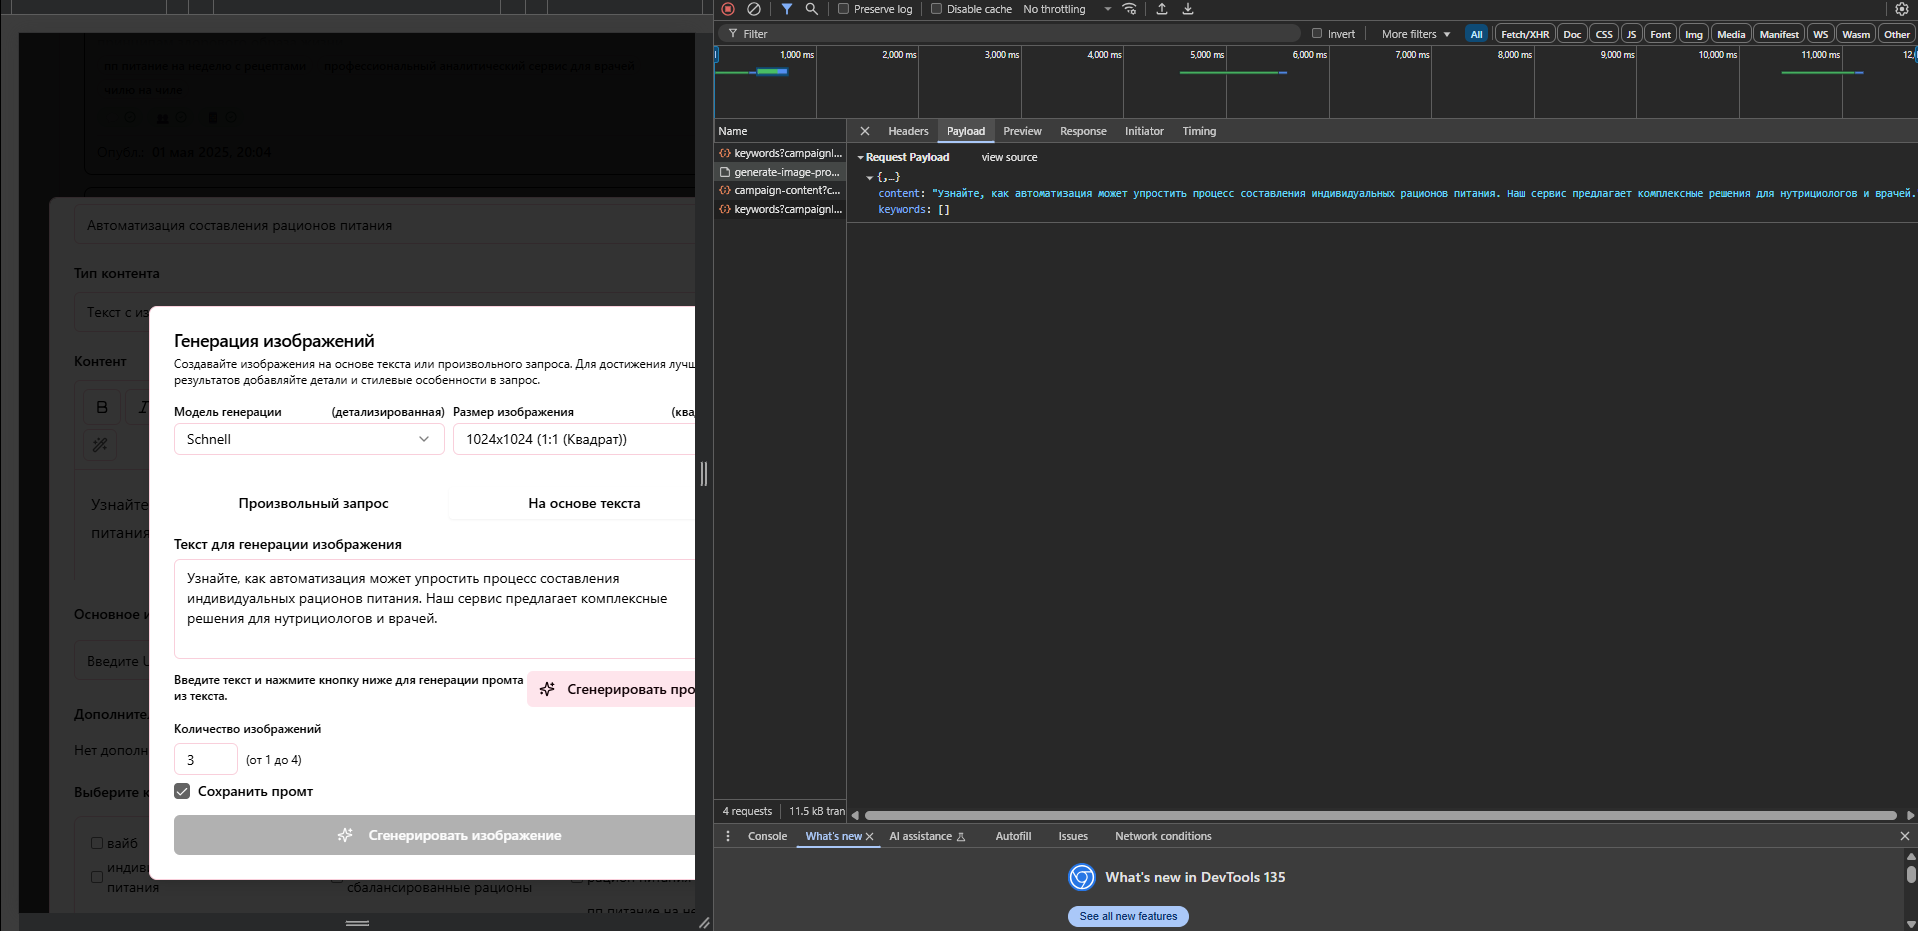 пп питание на неделю с рецептами профессиональный аналитический сервис для врачей
Опубл.: 01 мая 2025, 20:04
Автоматизация составления рационов питания
Тип контента
Текст с из
Контент
B I
Узнайте
питания
Основное и
Введите U
Дополните
Нет дополн
Выберите к
вайб
индиви
питания
сбалансированные рационы
Генерация изображений
Создавайте изображения на основе текста или произвольного запроса. Для достижения лучш
результатов добавляйте детали и стилевые особенности в запрос.
Модель генерации (детализированная) Размер изображения (ква
Schnell 1024x1024 (1:1 (Квадрат))
Произвольный запрос На основе текста
Текст для генерации изображения
Узнайте, как автоматизация может упростить процесс составления
индивидуальных рационов питания. Наш сервис предлагает комплексные
решения для нутрициологов и врачей.
Введите текст и нажмите кнопку ниже для генерации промта
из текста.
Сгенерировать про
Количество изображений
3 (от 1 до 4)
Сохранить промт
Сгенерировать изображение
Preserve log Disable cache No throttling
Filter Invert More filters All Fetch/XHR Doc CSS JS Font Img Media Manifest WS Wasm Other
1,000 ms 2,000 ms 3,000 ms 4,000 ms 5,000 ms 6,000 ms 7,000 ms 8,000 ms 9,000 ms 10,000 ms 11,000 ms 12,0
Name Headers Payload Preview Response Initiator Timing
keywords?campaignI...
generate-image-pro...
campaign-content?c...
keywords?campaignI...
Request Payload view source
{,…}
content: "Узнайте, как автоматизация может упростить процесс составления индивидуальных рационов питания. Наш сервис предлагает комплексные решения для нутрициологов и врачей.
keywords: []
4 requests 11.5 kB tran
Console What's new AI assistance Autofill Issues Network conditions
What's new in DevTools 135
See all new features